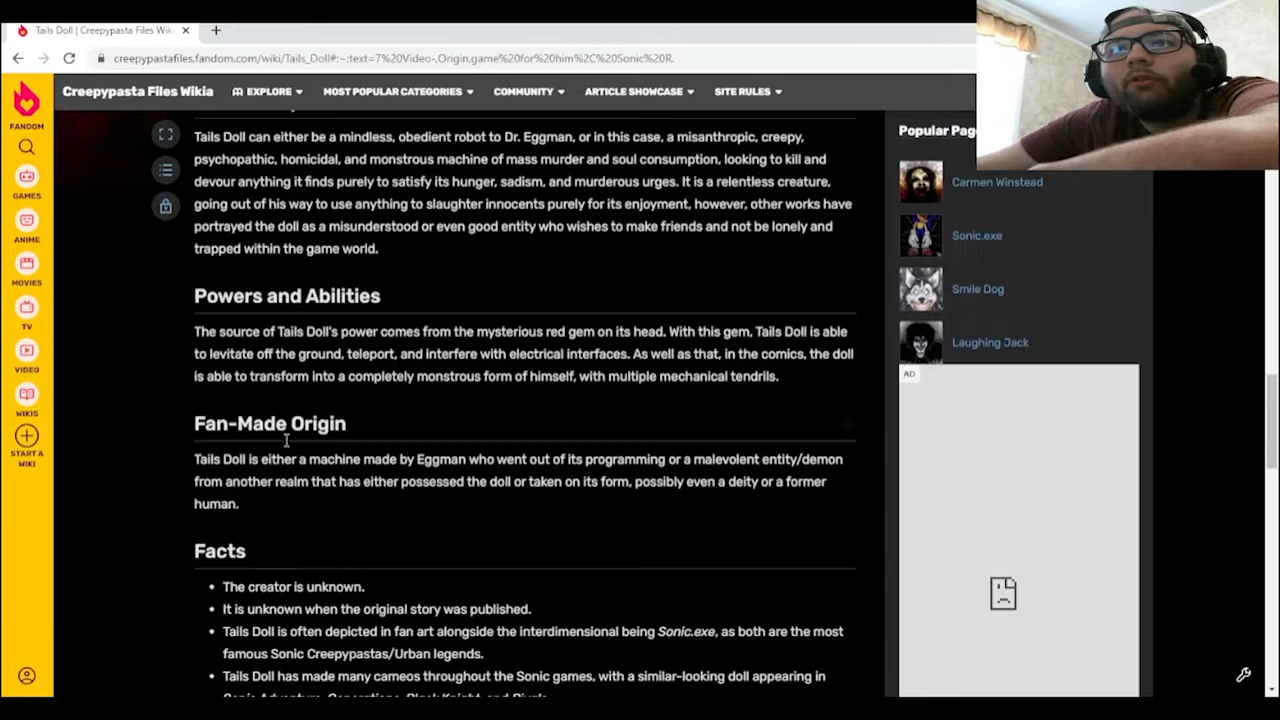 Tails Doll | Creepypasta Files Wik
creepypastafiles.fandom.com/wiki/Tails_Doll#:~:text=7%20Video-,Origin,game%20for%20him%2C%20Sonic%20R.
FANDOM
GAMES
ANIME
MOVIES
TV
VIDEO
WIKIS
START A
WIKI
Creepypasta Files Wikia
EXPLORE
MOST POPULAR CATEGORIES
COMMUNITY
ARTICLE SHOWCASE
SITE RULES
Tails Doll can either be a mindless, obedient robot to Dr. Eggman, or in this case, a misanthropic, creepy,
psychopathic, homicidal, and monstrous machine of mass murder and soul consumption, looking to kill and
devour anything it finds purely to satisfy its hunger, sadism, and murderous urges. It is a relentless creature,
going out of his way to use anything to slaughter innocents purely for its enjoyment, however, other works have
portrayed the doll as a misunderstood or even good entity who wishes to make friends and not be lonely and
trapped within the game world.
Powers and Abilities
The source of Tails Doll's power comes from the mysterious red gem on its head. With this gem, Tails Doll is able
to levitate off the ground, teleport, and interfere with electrical interfaces. As well as that, in the comics, the doll
is able to transform into a completely monstrous form of himself, with multiple mechanical tendrils.
Fan-Made Origin
Tails Doll is either a machine made by Eggman who went out of its programming or a malevolent entity/demon
from another realm that has either possessed the doll or taken on its form, possibly even a deity or a former
human.
Facts
The creator is unknown.
It is unknown when the original story was published.
Tails Doll is often depicted in fan art alongside the interdimensional being Sonic.exe, as both are the most
famous Sonic Creepypastas/Urban legends.
Tails Doll has made many cameos throughout the Sonic games, with a similar-looking doll appearing in
Sonic Adventure, Generations, Black Knight, and Rivals.
Popular Pag
Carmen Winstead
Sonic.exe
Smile Dog
Laughing Jack
AD